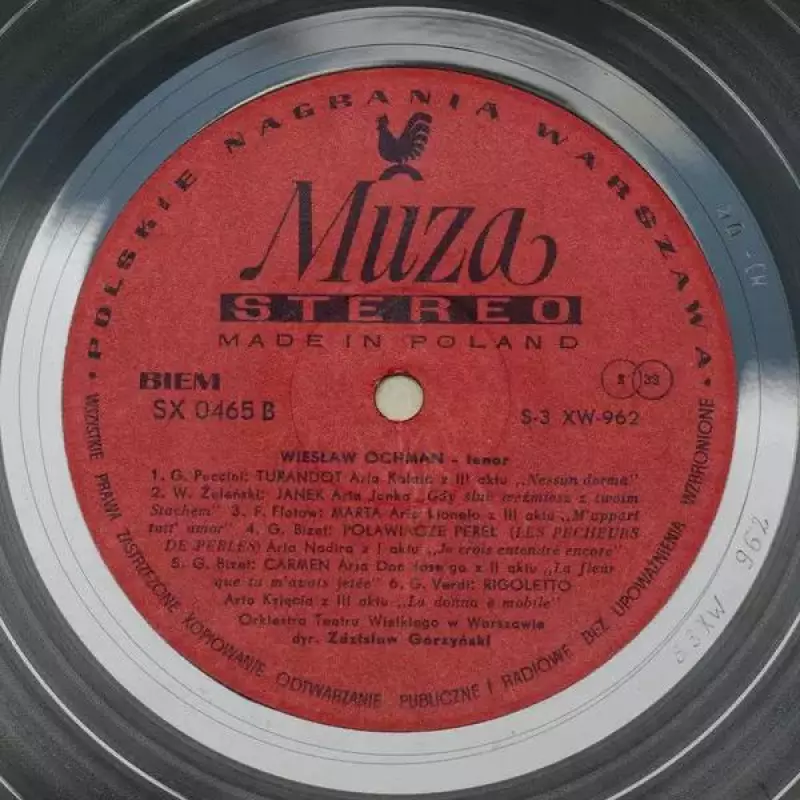 • POLSKIE NAGRANIA WARSZAWA •
Muza
STEREO
MADE IN POLAND
BIEM
SX 0465 B
S 33
S-3 XW-962
WIESŁAW OCHMAN - tenor
1. G. Puccini: TURANDOT Aria Kalafa z III aktu „Nessun dorma"
2. W. Żeleński: JANEK Aria Janka „Gdy ślub weźmiesz z twoim
Stachem" 3. F. Flotow: MARTA Aria Lionela z III aktu „M'appari
tutt' amor" 4. G. Bizet: POŁAWIACZE PEREŁ (LES PECHEURS
DE PERLES) Aria Nadira z I aktu „Je crois entendre encore"
5. G. Bizet: CARMEN Aria Don Jose'go z II aktu „La fleur
que tu m'avais jetée" 6. G. Verdi: RIGOLETTO
Aria Księcia z III aktu „La donna è mobile"
Orkiestra Teatru Wielkiego w Warszawie
dyr. Zdzisław Górzyński
WSZYSTKIE PRAWA ZASTRZEŻONE KOPIOWANIE ODTWARZANIE PUBLICZNE I RADIOWE BEZ UPOWAŻNIENIA WZBRONIONE
S3XW 962